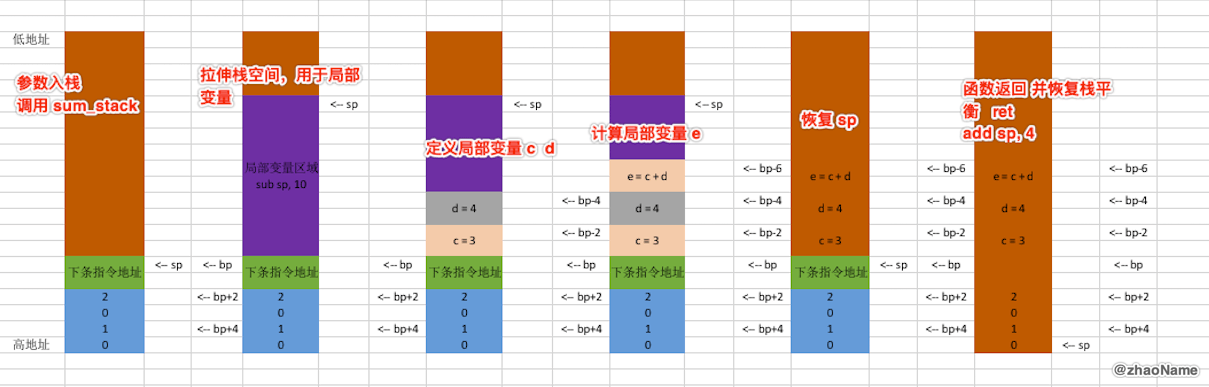 低地址
参数入栈
调用 sum_stack
<-- sp
下条指令地址
2
0
1
0
高地址
拉伸栈空间，用于局部
变量
<-- sp
局部变量区域
sub sp, 10
<-- bp
下条指令地址
<-- bp+2
2
0
<-- bp+4
1
0
<-- sp
定义局部变量 c d
d = 4
<-- bp-4
c = 3
<-- bp-2
<-- bp
下条指令地址
<-- bp+2
2
0
<-- bp+4
1
0
<-- sp
计算局部变量 e
e = c + d
<-- bp-6
d = 4
<-- bp-4
c = 3
<-- bp-2
<-- bp
下条指令地址
<-- bp+2
2
0
<-- bp+4
1
0
恢复 sp
e = c + d
<-- bp-6
d = 4
<-- bp-4
c = 3
<-- bp-2
下条指令地址
<-- sp
<-- bp
<-- bp+2
2
0
<-- bp+4
1
0
<-- bp+2
<-- bp+4
函数返回 并恢复栈平
衡 ret
add sp, 4
e = c + d
<-- bp-6
d = 4
<-- bp-4
c = 3
<-- bp-2
<-- bp
2
<-- bp+2
0
1
<-- bp+4
0
<-- sp
@zhaoName